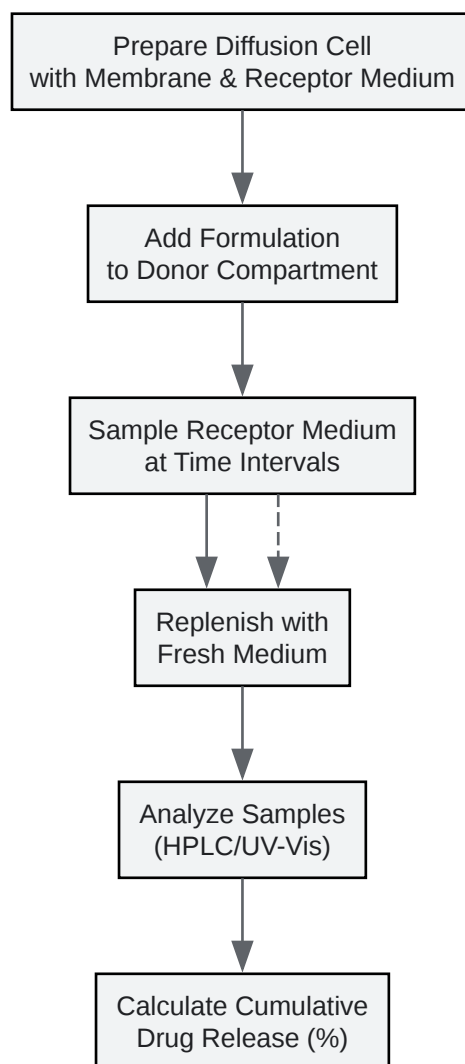 Prepare Diffusion Cell
with Membrane & Receptor Medium
Add Formulation
to Donor Compartment
Sample Receptor Medium
at Time Intervals
Replenish with
Fresh Medium
Analyze Samples
(HPLC/UV-Vis)
Calculate Cumulative
Drug Release (%)